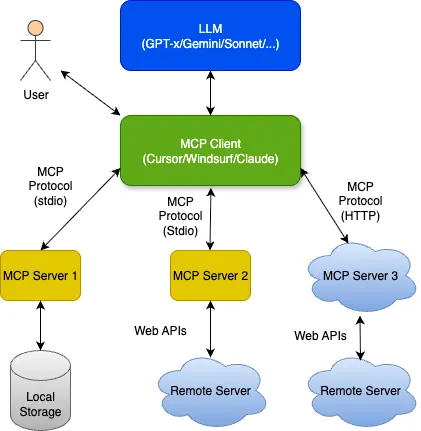 LLM
(GPT-x/Gemini/Sonnet/...)
User
MCP Client
(Cursor/Windsurf/Claude)
MCP
Protocol
(stdio)
MCP
Protocol
(Stdio)
MCP
Protocol
(HTTP)
MCP Server 1
MCP Server 2
MCP Server 3
Web APIs
Web APIs
Local
Storage
Remote Server
Remote Server